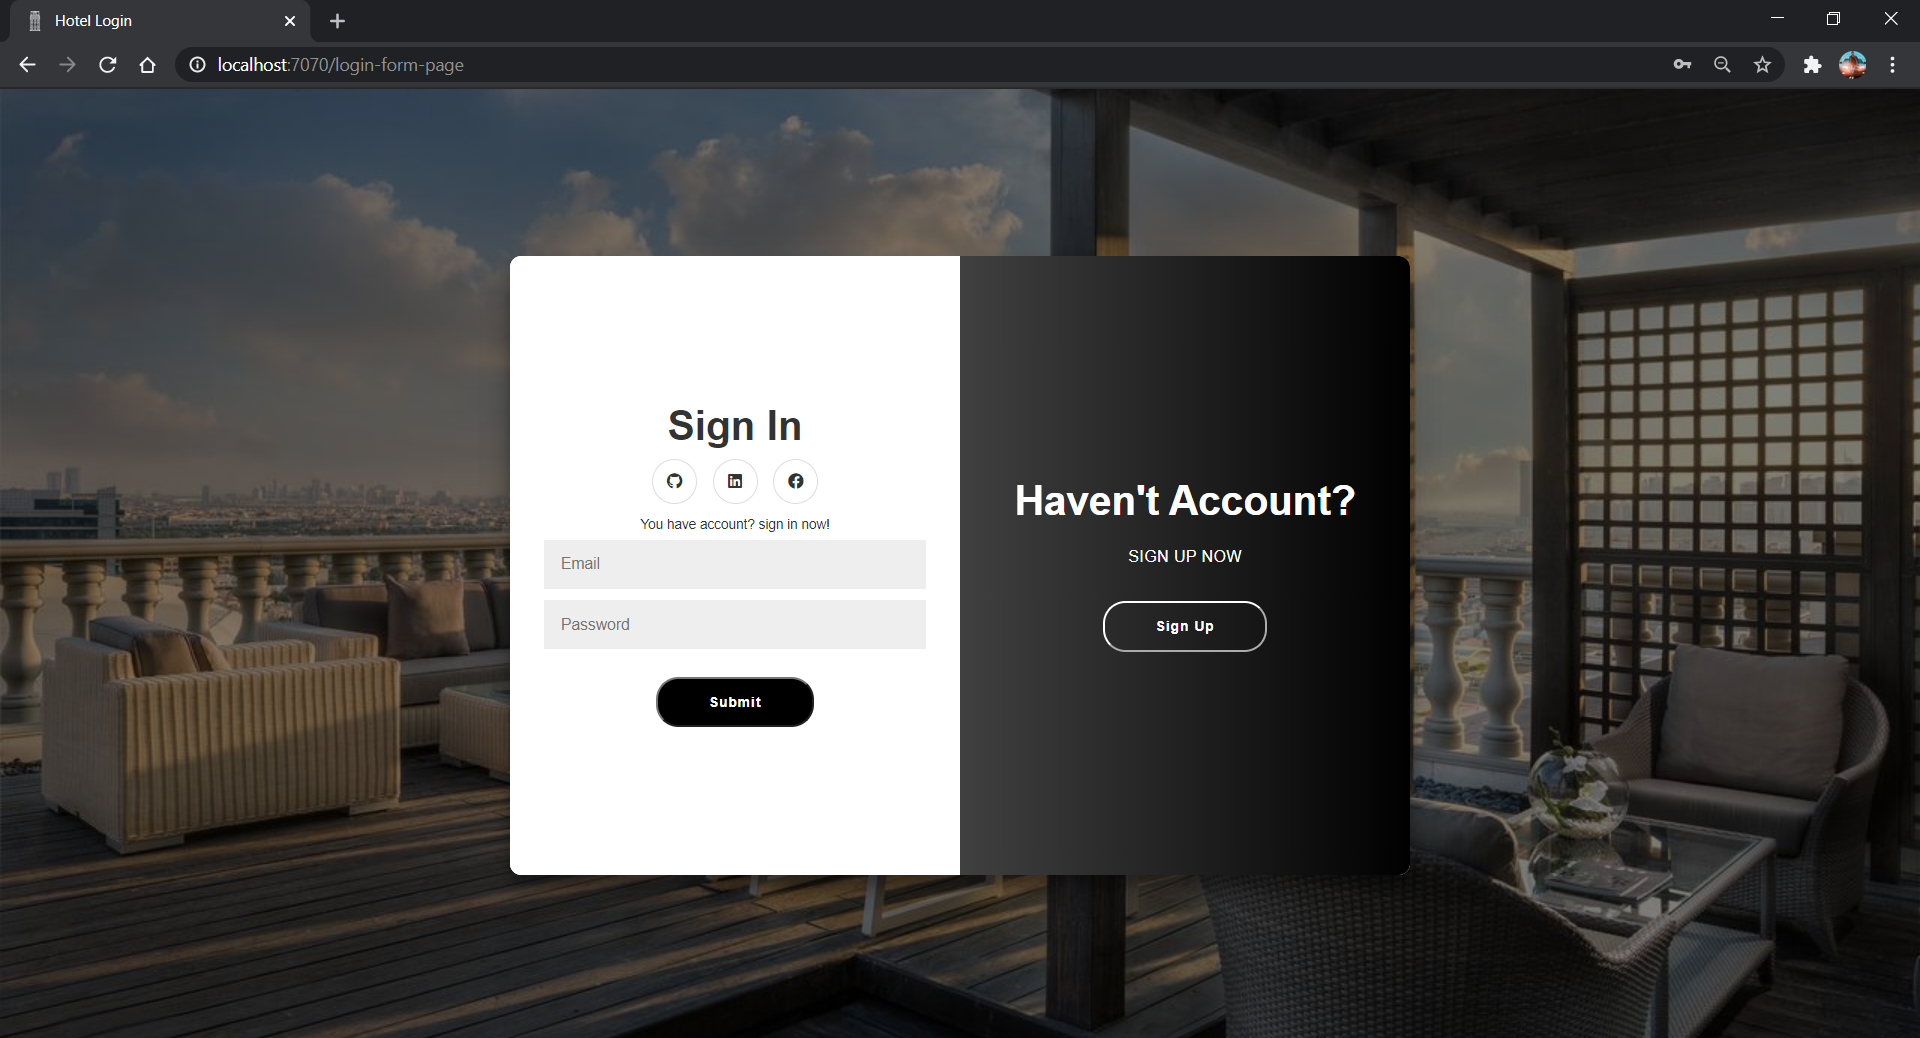 Hotel Login
localhost:7070/login-form-page
Sign In
You have account? sign in now!
Email
Password
Submit
Haven't Account?
SIGN UP NOW
Sign Up